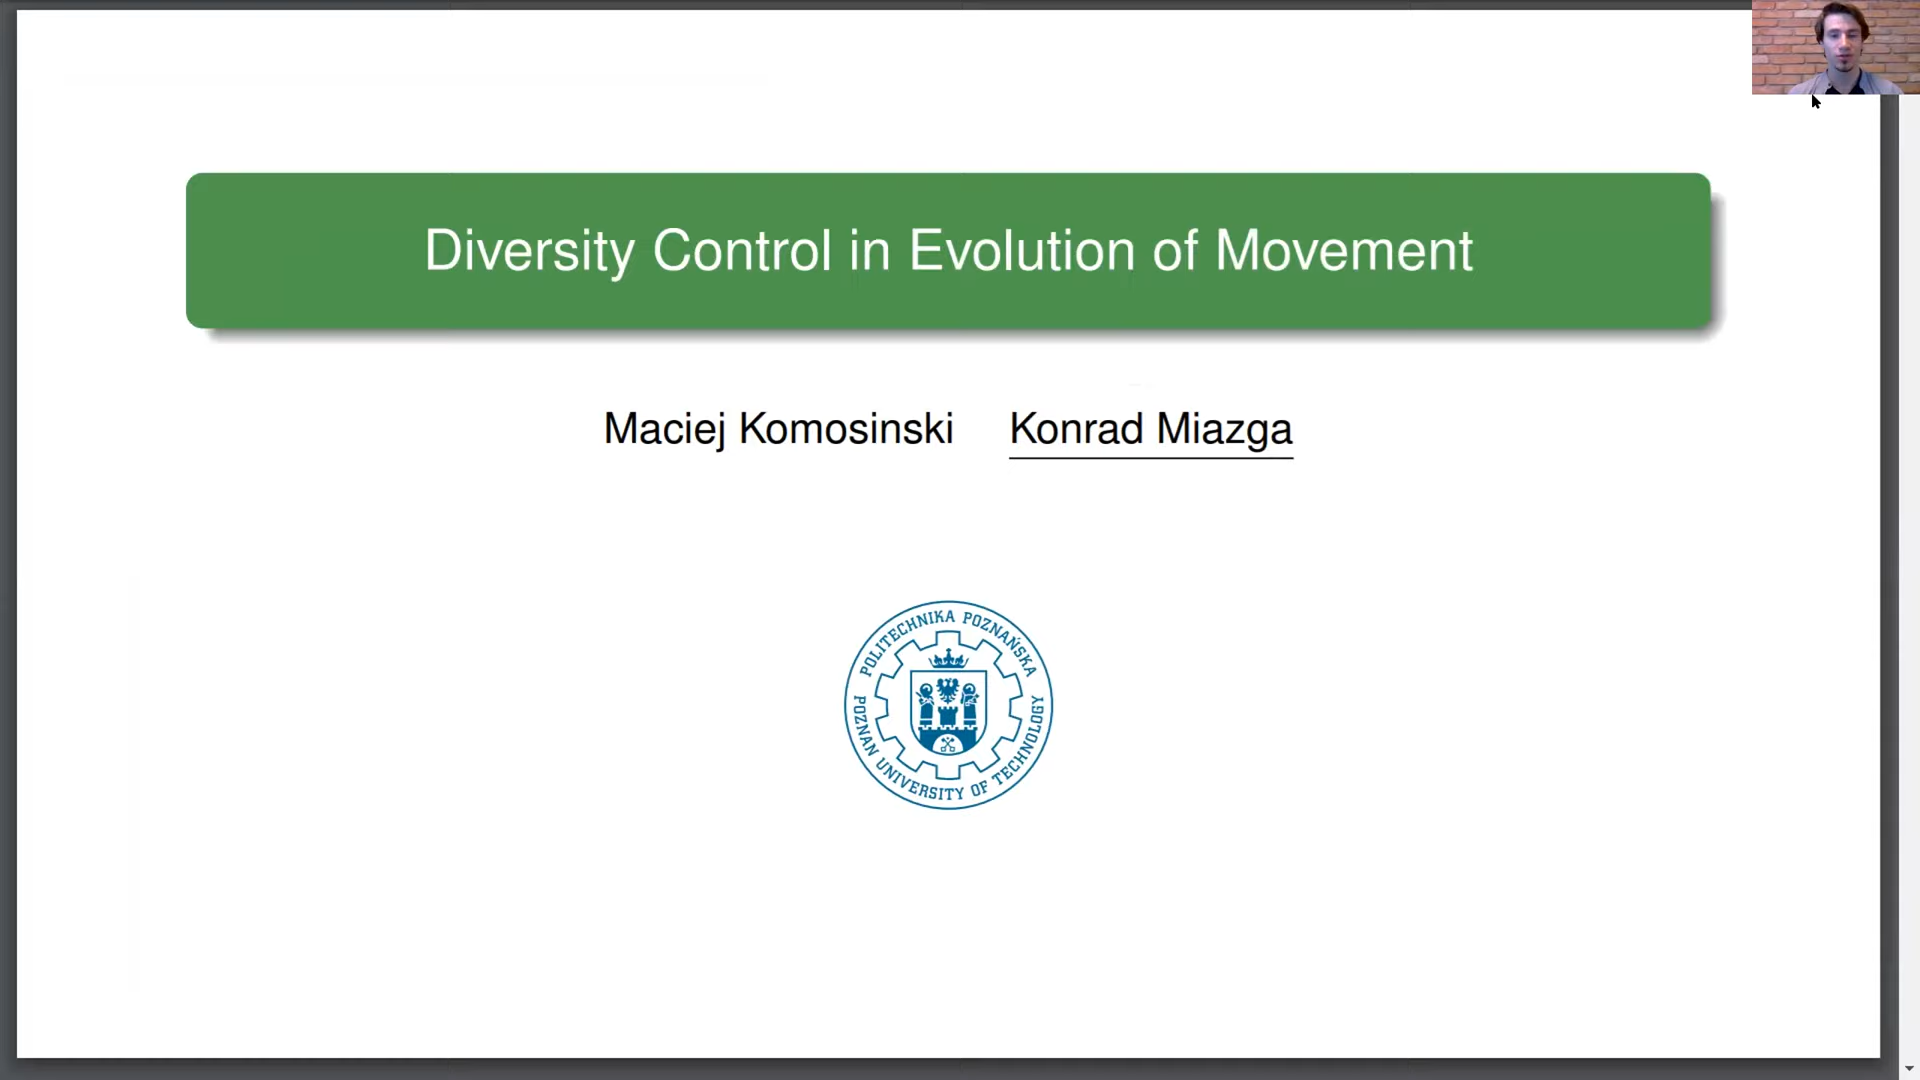 Diversity Control in Evolution of Movement
Maciej Komosinski Konrad Miazga
POLITECHNIKA POZNAŃSKA
POZNAN UNIVERSITY OF TECHNOLOGY